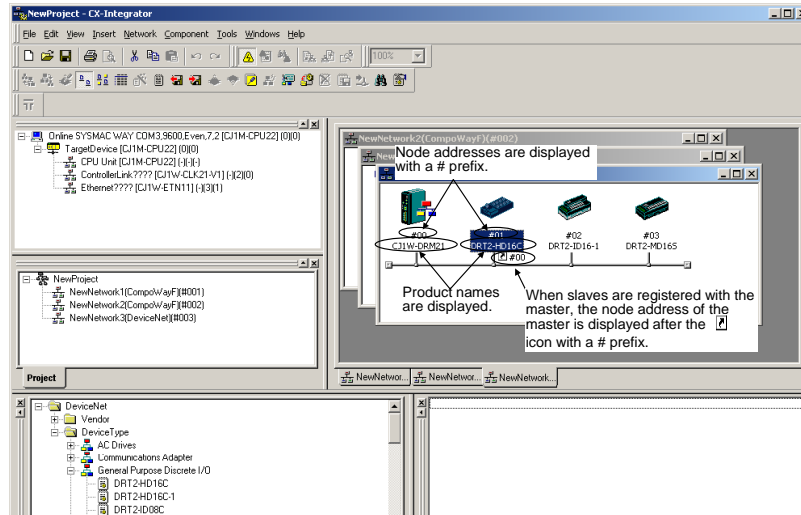 NewProject - CX-Integrator
File Edit View Insert Network Component Tools Windows Help
100%
Online SYSMAC WAY COM3,9600,Even,7,2 [CJ1M-CPU22] (0)(0)
TargetDevice [CJ1M-CPU22] (0)(0)
CPU Unit [CJ1M-CPU22] (-)(-)(-)
ControllerLink???? [CJ1W-CLK21-V1] (-)(2)(0)
Ethernet???? [CJ1W-ETN11] (-)(3)(1)
NewProject
NewNetwork1(CompoWayF)(#001)
NewNetwork2(CompoWayF)(#002)
NewNetwork3(DeviceNet)(#003)
Project
NewNetwork2(CompoWayF)(#002)
New
Node addresses are displayed
with a # prefix.
#00
CJ1W-DRM21
#01
DRT2-HD16C
#00
#02
DRT2-ID16-1
#03
DRT2-MD16S
Product names
are displayed.
When slaves are registered with the
master, the node address of the
master is displayed after the
icon with a # prefix.
NewNetwor... NewNetwor... NewNetwork...
DeviceNet
Vendor
DeviceType
AC Drives
Communications Adapter
General Purpose Discrete I/O
DRT2-HD16C
DRT2-HD16C-1
DRT2-ID08C